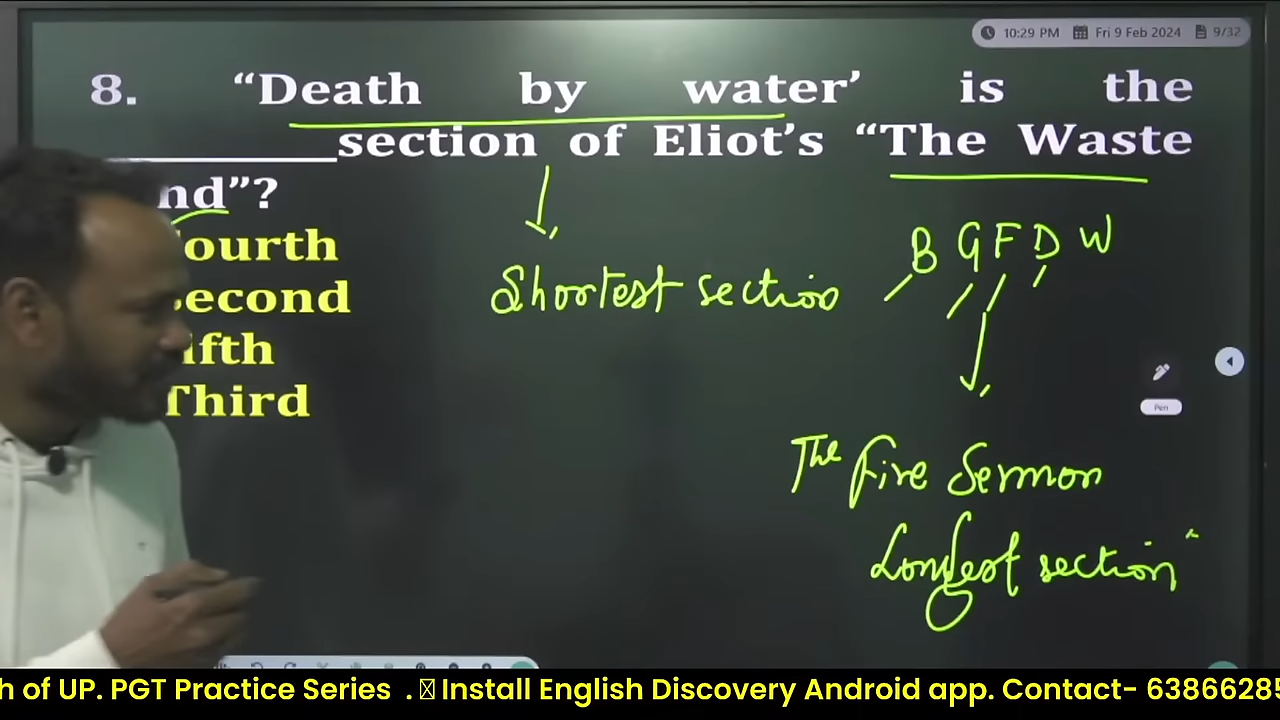 10:29 PM Fri 9 Feb 2024 9/32
8. “Death by water’ is the
____________section of Eliot’s “The Waste
nd”?
ourth
econd
ifth
Third
Shortest section
B G F D W
The Fire Sermon
Longest section
Pen
h of UP. PGT Practice Series . Install English Discovery Android app. Contact- 6386628